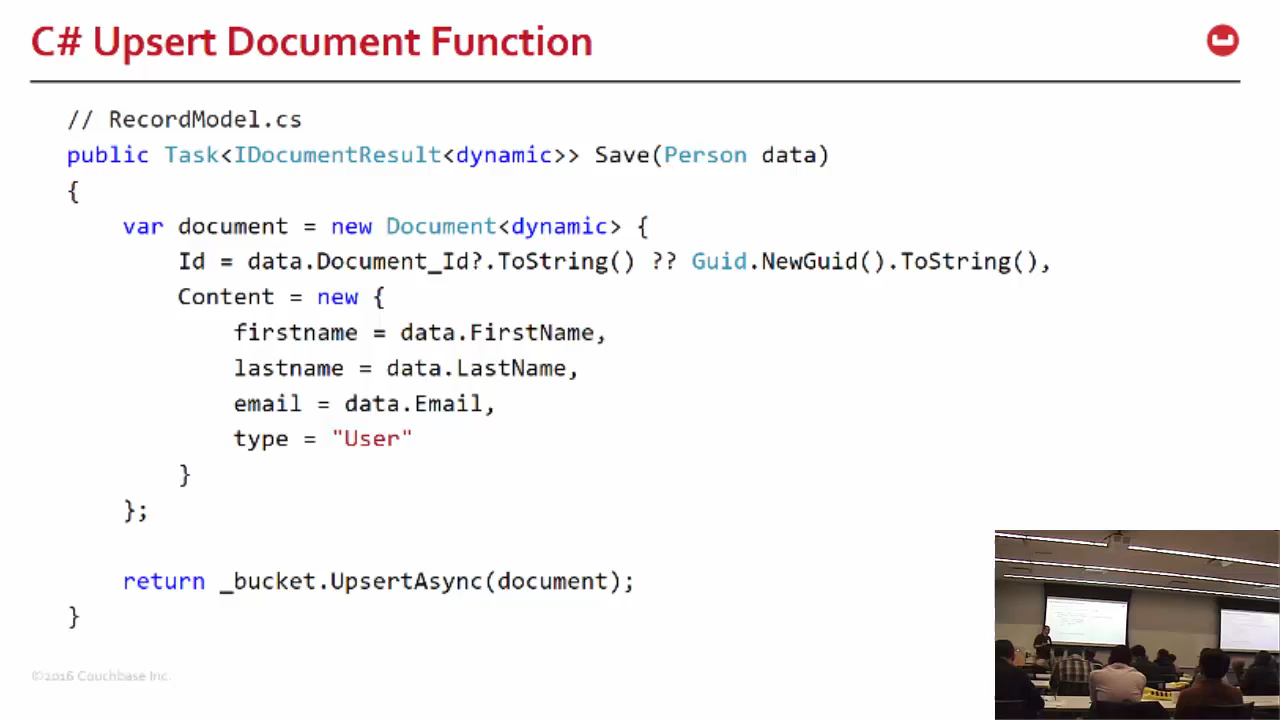 C# Upsert Document Function
// RecordModel.cs
public Task<IDocumentResult<dynamic>> Save(Person data)
{
var document = new Document<dynamic> {
Id = data.Document_Id?.ToString() ?? Guid.NewGuid().ToString(),
Content = new {
firstname = data.FirstName,
lastname = data.LastName,
email = data.Email,
type = "User"
}
};
return _bucket.UpsertAsync(document);
}
©2016 Couchbase Inc.